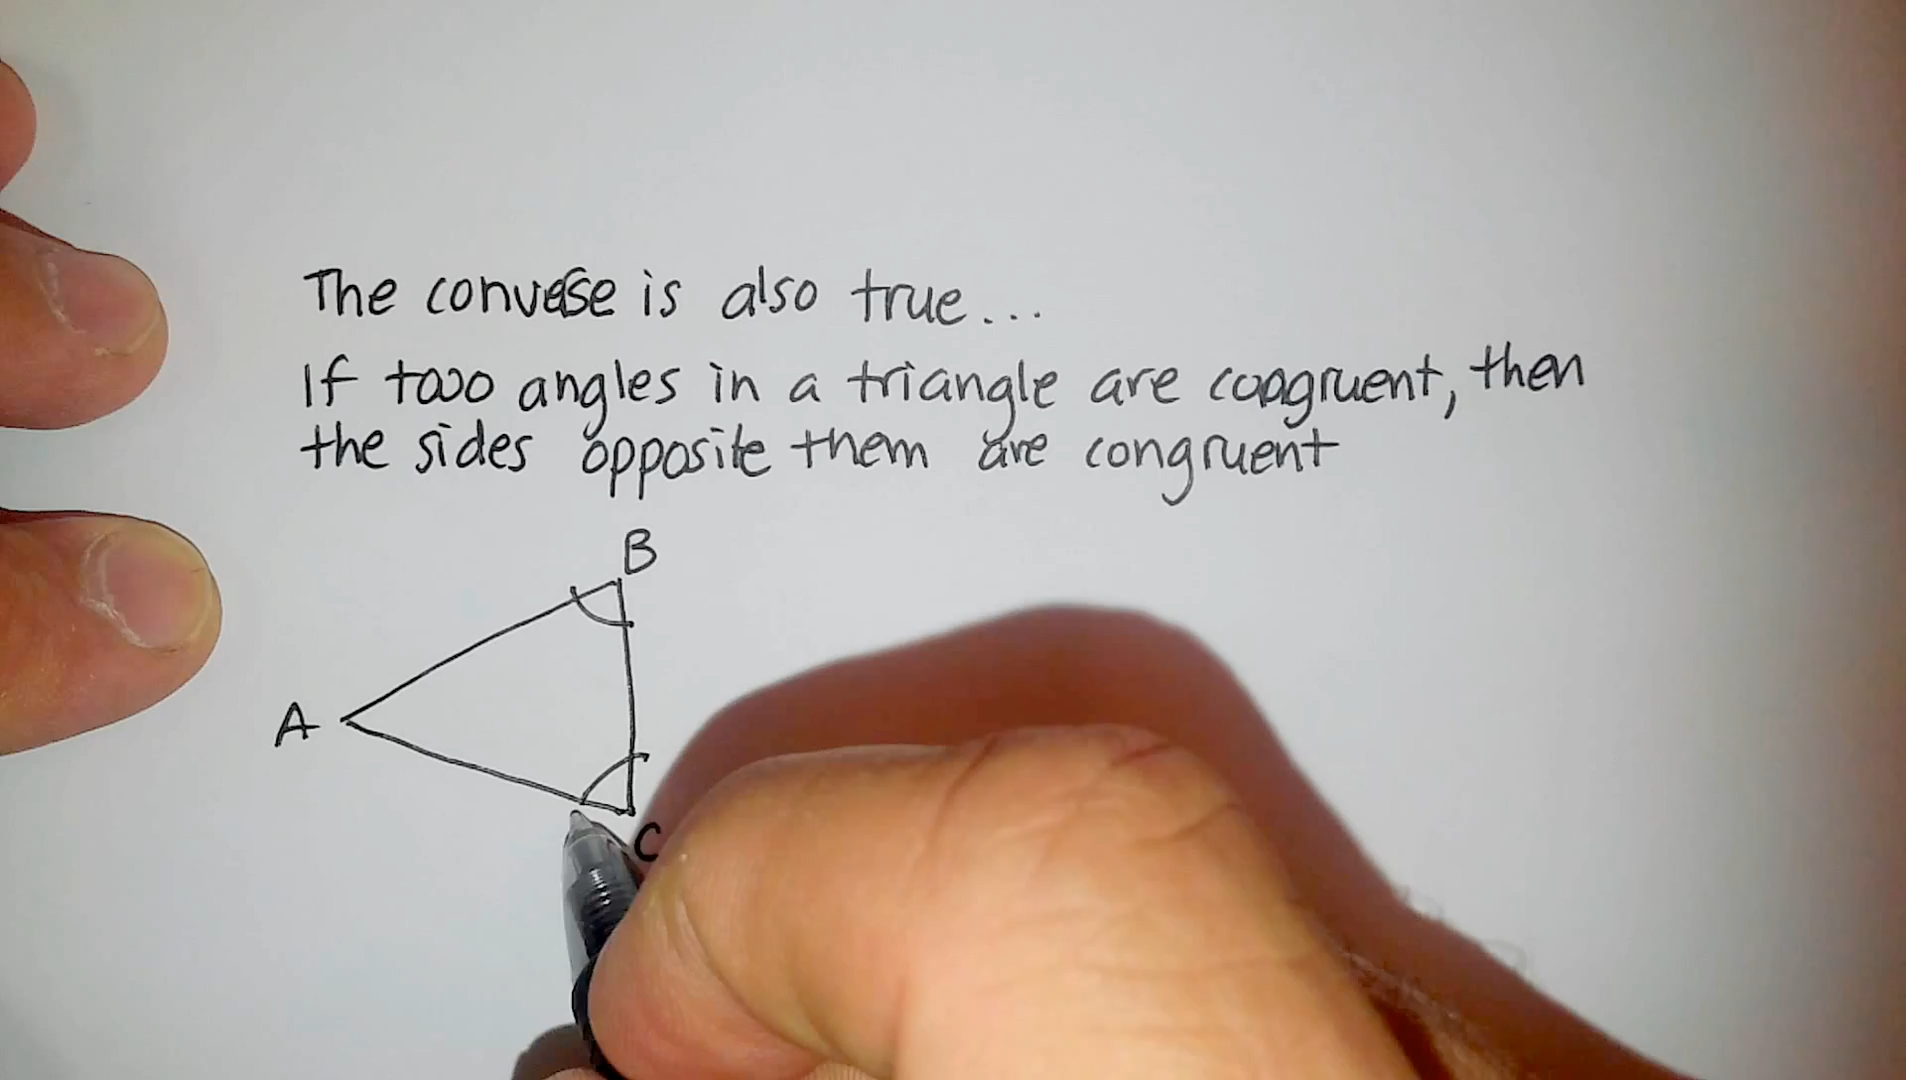 The converse is also true...
If two angles in a triangle are congruent, then
the sides opposite them are congruent
B
A
C